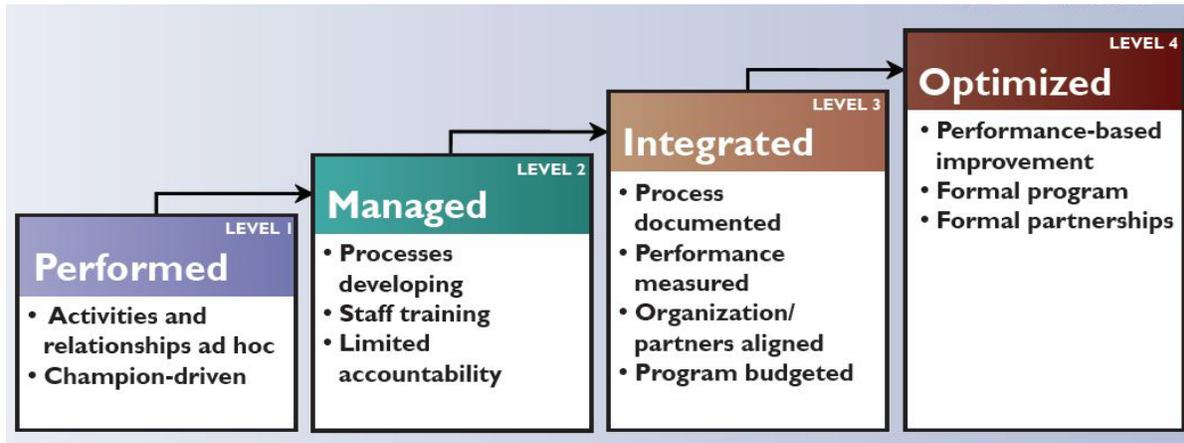 LEVEL 1
Performed
• Activities and
relationships ad hoc
• Champion-driven
LEVEL 2
Managed
• Processes
developing
• Staff training
• Limited
accountability
LEVEL 3
Integrated
• Process
documented
• Performance
measured
• Organization/
partners aligned
• Program budgeted
LEVEL 4
Optimized
• Performance-based
improvement
• Formal program
• Formal partnerships